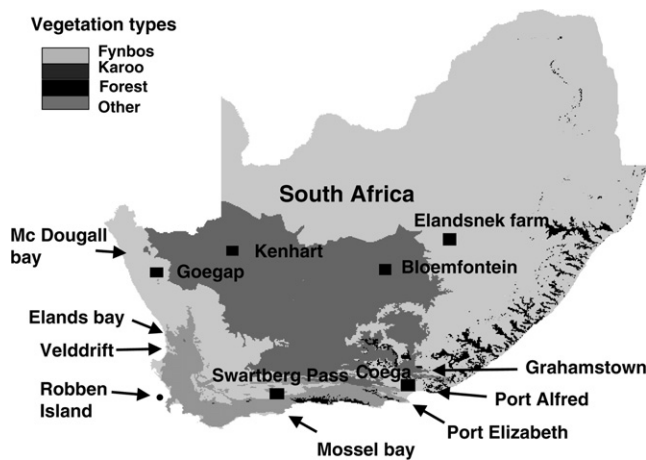 Vegetation types
Fynbos
Karoo
Forest
Other
South Africa
Elandsnek farm
Mc Dougall
bay
Kenhart
Goegap
Bloemfontein
Elands bay
Velddrift
Grahamstown
Swartberg Pass
Coega
Robben
Island
Port Alfred
Port Elizabeth
Mossel bay